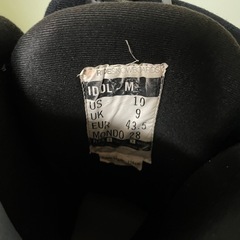 IDOL M
US 10
UK 9
EUR 43.5
MONDO 28